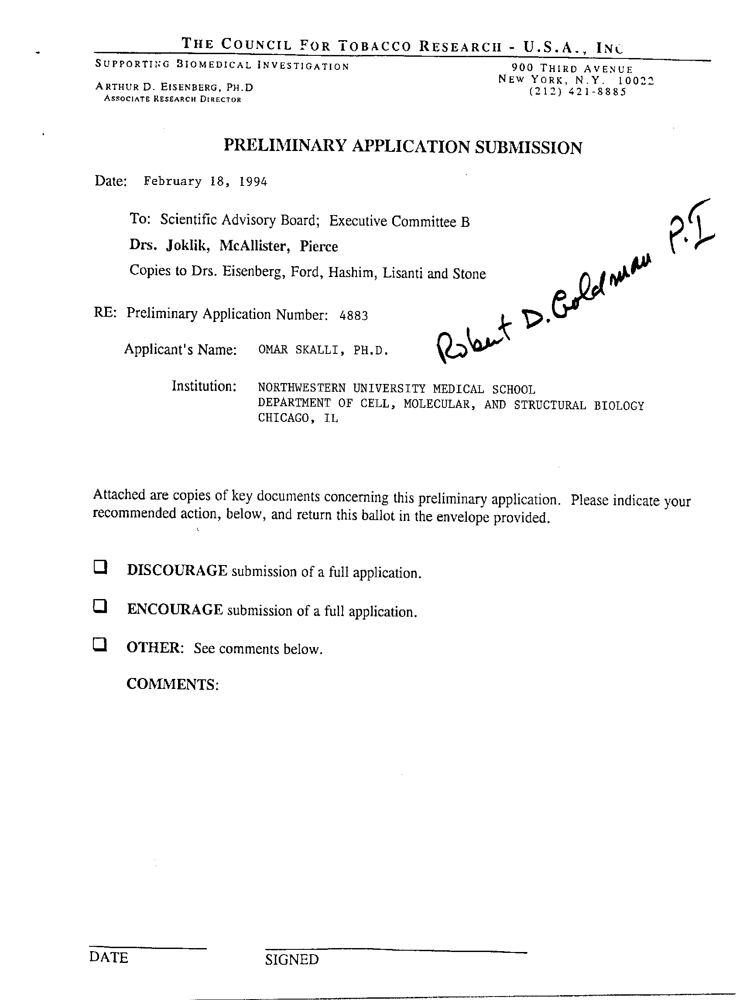 THE COUNCIL FOR TOBACCO RESEARCH - U.S.A., INC
SUPPORTING BIOMEDICAL INVESTIGATION
900 THIRD AVENUE
NEW YORK, N.Y. 10022
(212) 421-8885
ARTHUR D. EISENBERG, PH.D
ASSOCIATE RESEARCH DIRECTOR
PRELIMINARY APPLICATION SUBMISSION
Date: February 18, 1994
To: Scientific Advisory Board; Executive Committee B
Drs. Joklik, McAllister, Pierce
Copies to Drs. Eisenberg, Ford, Hashim, Lisanti and Stone
Robert D. Goldman P.I
RE: Preliminary Application Number: 4883
Applicant's Name: OMAR SKALLI, PH.D.
Institution: NORTHWESTERN UNIVERSITY MEDICAL SCHOOL
DEPARTMENT OF CELL, MOLECULAR, AND STRUCTURAL BIOLOGY
CHICAGO, IL
Attached are copies of key documents concerning this preliminary application. Please indicate your
recommended action, below, and return this ballot in the envelope provided.
❏ DISCOURAGE submission of a full application.
❏ ENCOURAGE submission of a full application.
❏ OTHER: See comments below.
COMMENTS:
DATE SIGNED